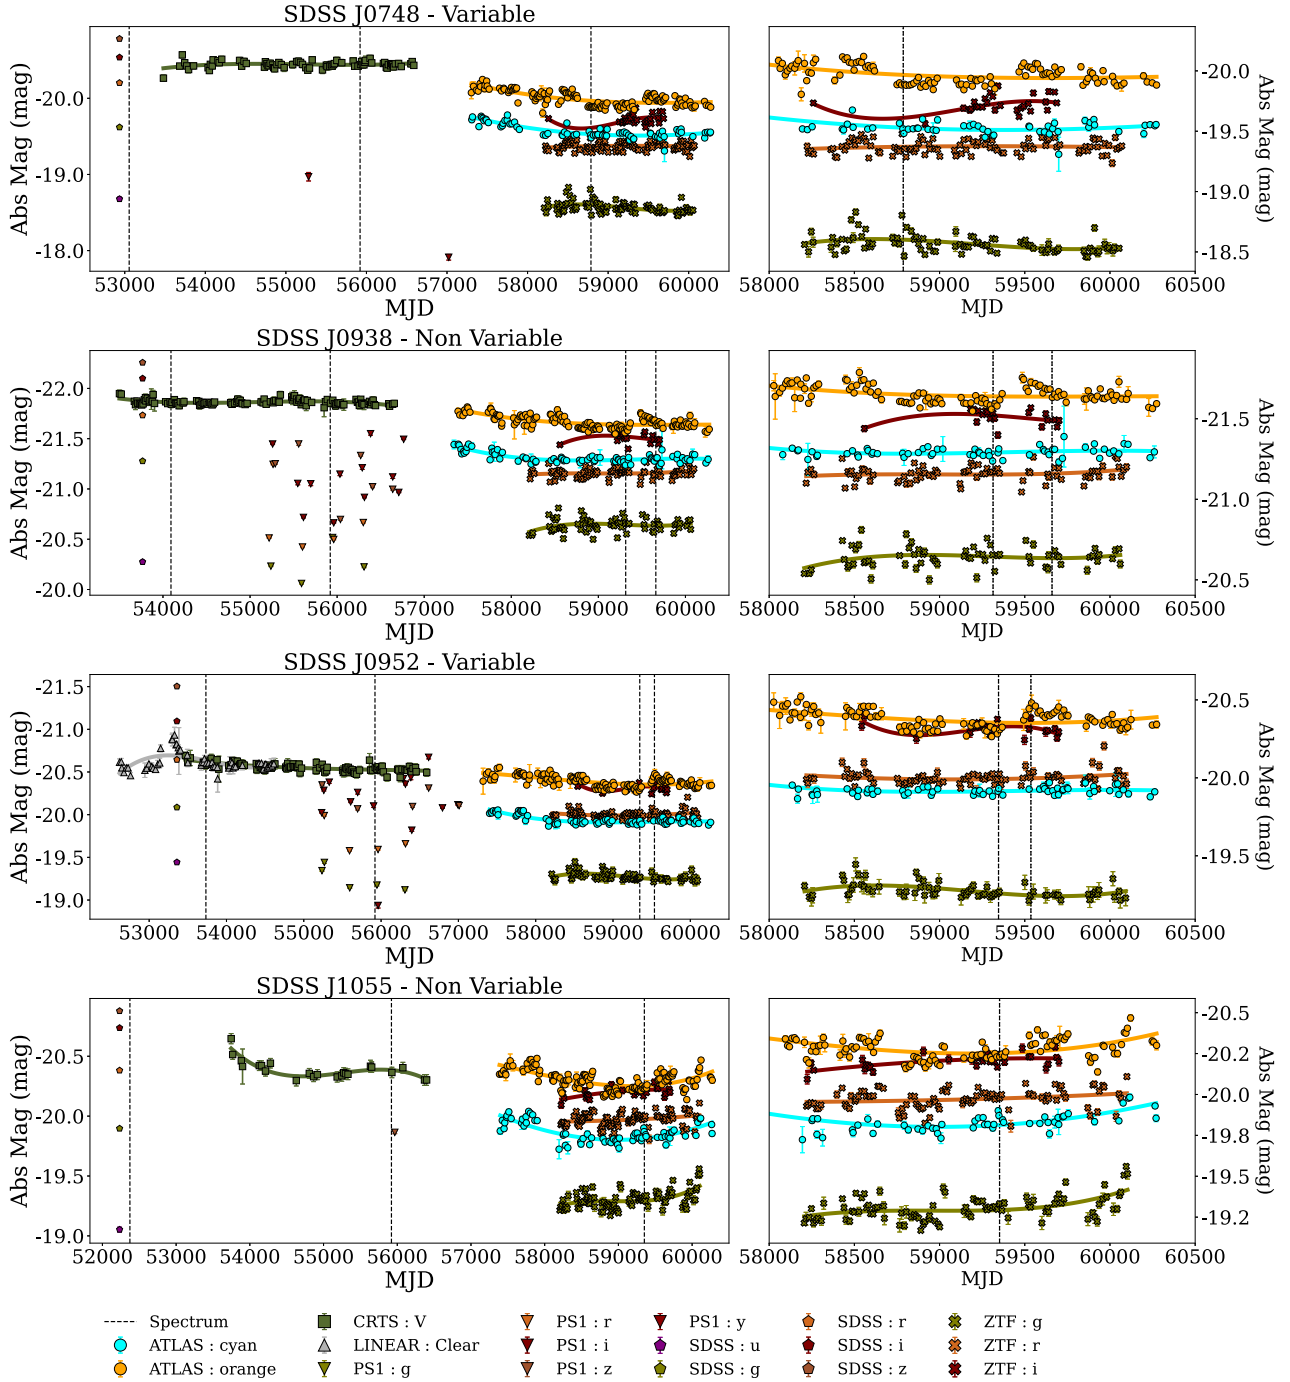 SDSS J0748 - Variable
Abs Mag (mag)
-20.0
-19.0
-18.0
53000 54000 55000 56000 57000 58000 59000 60000
MJD
-20.0
-19.5
-19.0
-18.5
Abs Mag (mag)
58000 58500 59000 59500 60000 60500
MJD
SDSS J0938 - Non Variable
Abs Mag (mag)
-22.0
-21.5
-21.0
-20.5
-20.0
54000 55000 56000 57000 58000 59000 60000
MJD
-21.5
-21.0
-20.5
Abs Mag (mag)
58000 58500 59000 59500 60000 60500
MJD
SDSS J0952 - Variable
Abs Mag (mag)
-21.5
-21.0
-20.5
-20.0
-19.5
-19.0
53000 54000 55000 56000 57000 58000 59000 60000
MJD
-20.5
-20.0
-19.5
Abs Mag (mag)
58000 58500 59000 59500 60000 60500
MJD
SDSS J1055 - Non Variable
Abs Mag (mag)
-20.5
-20.0
-19.5
-19.0
52000 53000 54000 55000 56000 57000 58000 59000 60000
MJD
-20.5
-20.2
-20.0
-19.8
-19.5
-19.2
Abs Mag (mag)
58000 58500 59000 59500 60000 60500
MJD
Spectrum CRTS : V PS1 : r PS1 : y SDSS : r ZTF : g
ATLAS : cyan LINEAR : Clear PS1 : i SDSS : u SDSS : i ZTF : r
ATLAS : orange PS1 : g PS1 : z SDSS : g SDSS : z ZTF : i